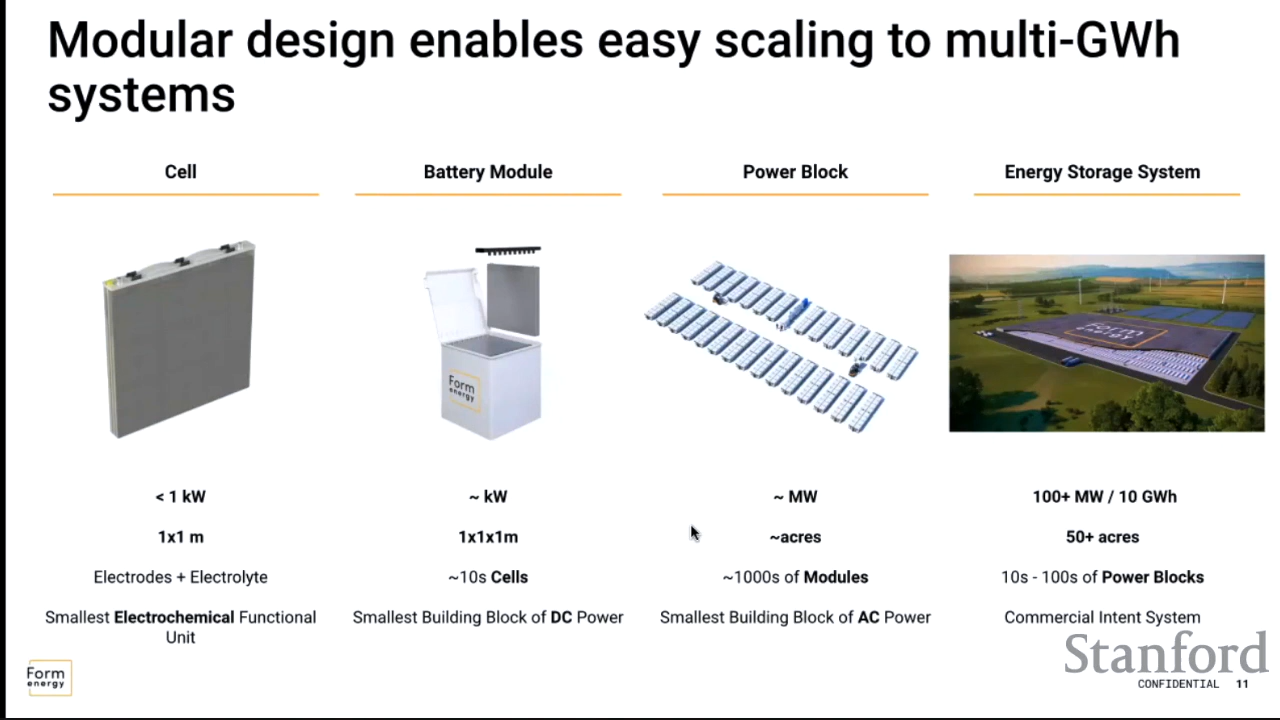 Modular design enables easy scaling to multi-GWh
systems
Cell
Battery Module
Power Block
Energy Storage System
Form
energy
Form
energy
< 1 kW
~ kW
~ MW
100+ MW / 10 GWh
1x1 m
1x1x1m
~acres
50+ acres
Electrodes + Electrolyte
~10s Cells
~1000s of Modules
10s - 100s of Power Blocks
Smallest Electrochemical Functional
Unit
Smallest Building Block of DC Power
Smallest Building Block of AC Power
Commercial Intent System
Form
energy
Stanford
CONFIDENTIAL 11